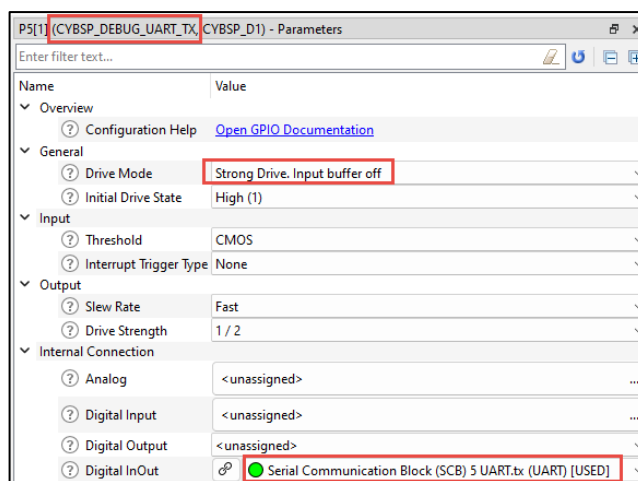 P5[1] (CYBSP_DEBUG_UART_TX, CYBSP_D1) - Parameters
Enter filter text...
Name Value
Overview
? Configuration Help Open GPIO Documentation
General
? Drive Mode Strong Drive. Input buffer off
? Initial Drive State High (1)
Input
? Threshold CMOS
? Interrupt Trigger Type None
Output
? Slew Rate Fast
? Drive Strength 1 / 2
Internal Connection
? Analog <unassigned> ...
? Digital Input <unassigned> ...
? Digital Output <unassigned>
? Digital InOut Serial Communication Block (SCB) 5 UART.tx (UART) [USED]